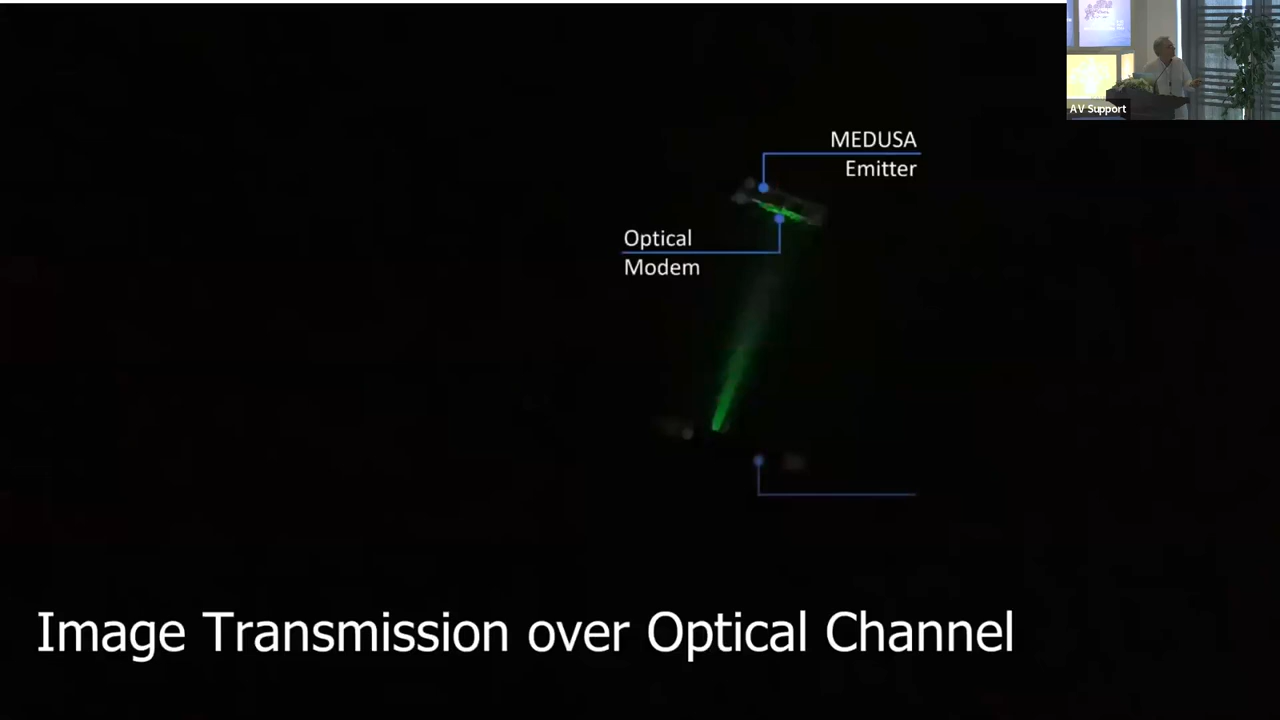 AV Support
MEDUSA
Emitter
Optical
Modem
Image Transmission over Optical Channel